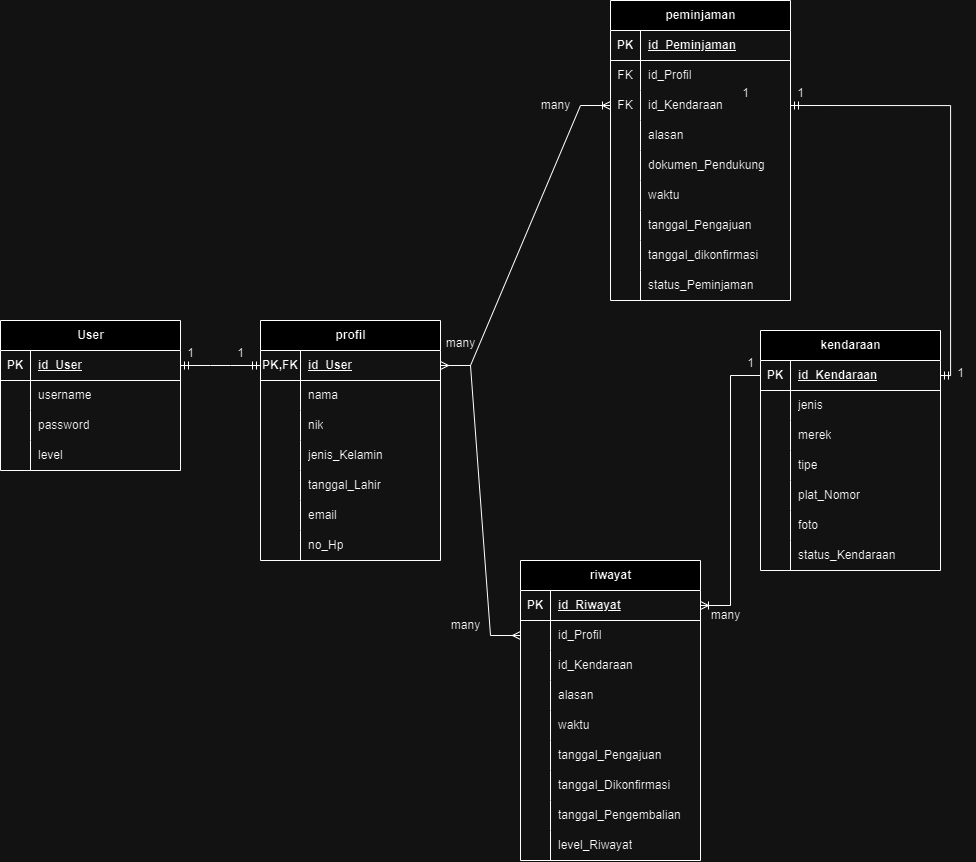 peminjaman
PK id_Peminjaman
FK id_Profil
FK id_Kendaraan
1
1
many
alasan
dokumen_Pendukung
waktu
tanggal_Pengajuan
tanggal_dikonfirmasi
status_Peminjaman
User
PK id_User
username
password
level
1
1
profil
PK,FK id_User
nama
nik
jenis_Kelamin
tanggal_Lahir
email
no_Hp
many
kendaraan
PK id_Kendaraan
jenis
merek
tipe
plat_Nomor
foto
status_Kendaraan
1
1
riwayat
PK id_Riwayat
id_Profil
id_Kendaraan
alasan
waktu
tanggal_Pengajuan
tanggal_Dikonfirmasi
tanggal_Pengembalian
level_Riwayat
many
many